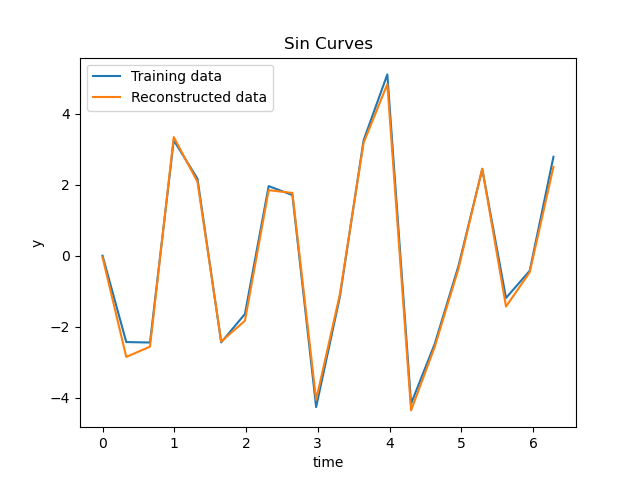 Sin Curves
Training data
Reconstructed data
y
4
2
0
−2
−4
0 1 2 3 4 5 6
time